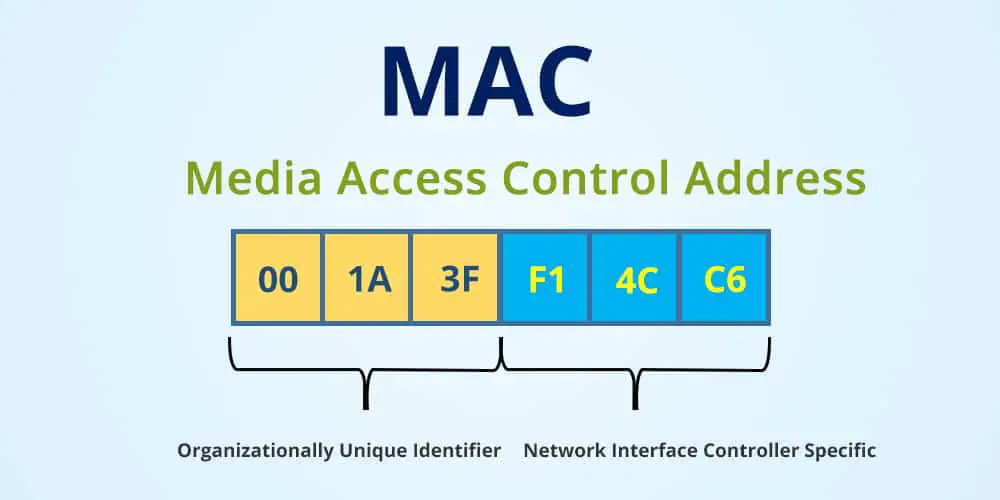 MAC
Media Access Control Address
00 1A 3F F1 4C C6
Organizationally Unique Identifier Network Interface Controller Specific